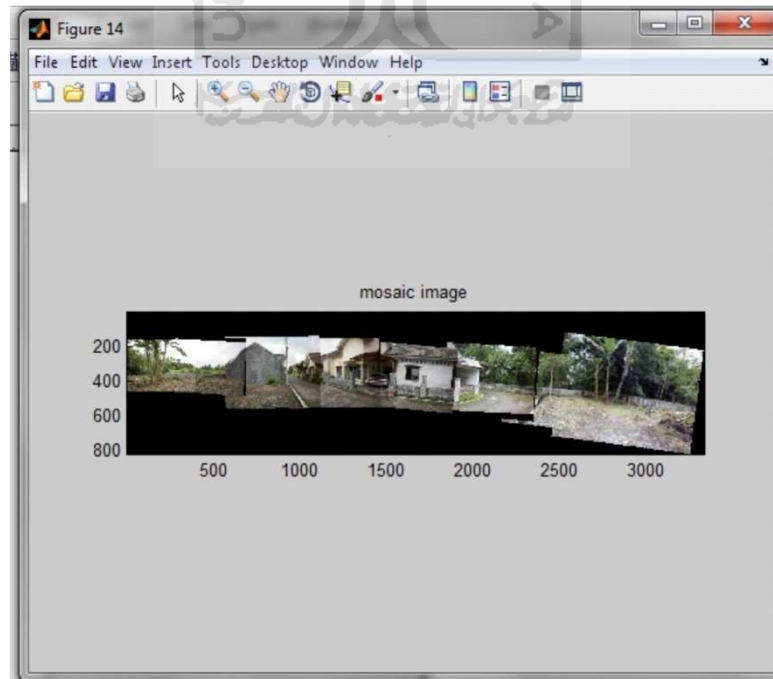 Figure 14
File Edit View Insert Tools Desktop Window Help
mosaic image
200
400
600
800
500 1000 1500 2000 2500 3000